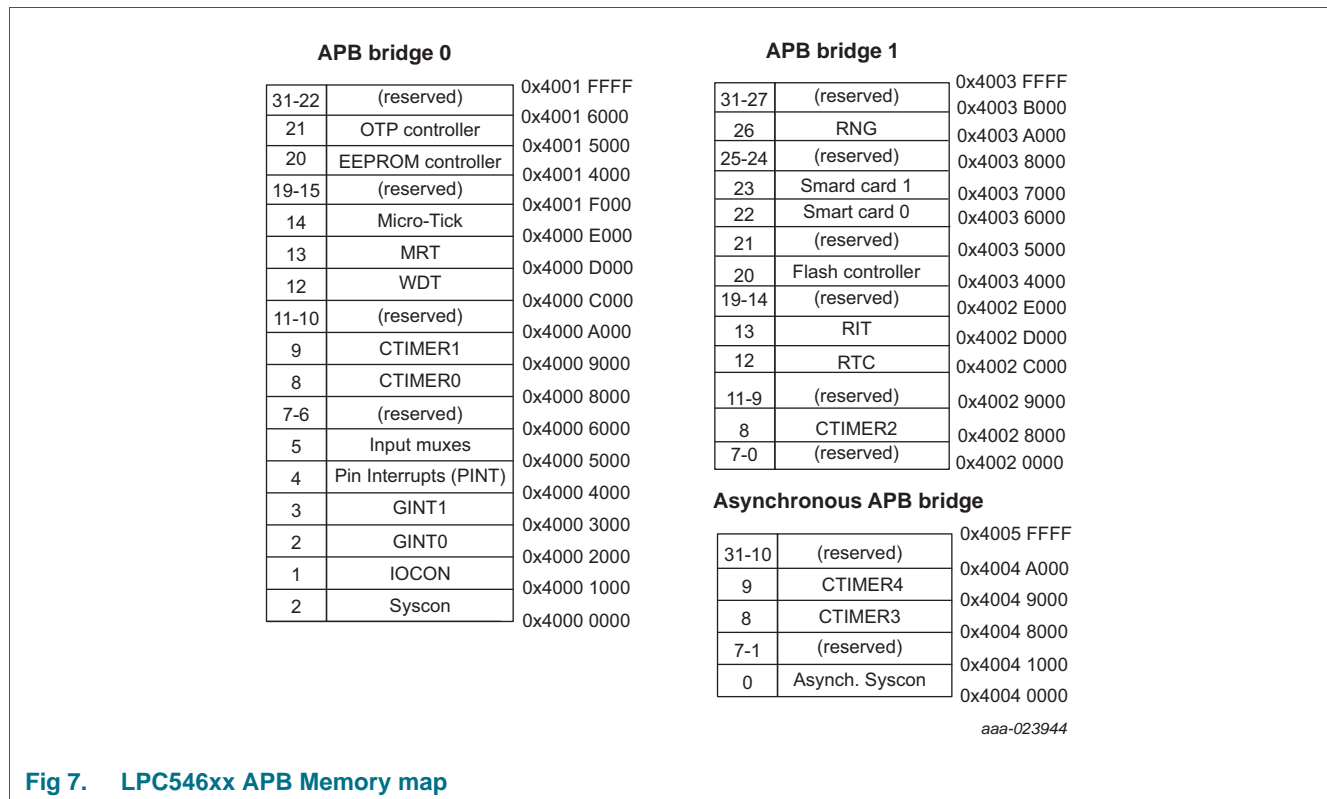 APB bridge 0
0x4001 FFFF
31-22 (reserved)
0x4001 6000
21 OTP controller
0x4001 5000
20 EEPROM controller
0x4001 4000
19-15 (reserved)
0x4001 F000
14 Micro-Tick
0x4000 E000
13 MRT
0x4000 D000
12 WDT
0x4000 C000
11-10 (reserved)
0x4000 A000
9 CTIMER1
0x4000 9000
8 CTIMER0
0x4000 8000
7-6 (reserved)
0x4000 6000
5 Input muxes
0x4000 5000
4 Pin Interrupts (PINT)
0x4000 4000
3 GINT1
0x4000 3000
2 GINT0
0x4000 2000
1 IOCON
0x4000 1000
2 Syscon
0x4000 0000
APB bridge 1
0x4003 FFFF
31-27 (reserved)
0x4003 B000
26 RNG
0x4003 A000
25-24 (reserved)
0x4003 8000
23 Smard card 1
0x4003 7000
22 Smart card 0
0x4003 6000
21 (reserved)
0x4003 5000
20 Flash controller
0x4003 4000
19-14 (reserved)
0x4002 E000
13 RIT
0x4002 D000
12 RTC
0x4002 C000
11-9 (reserved)
0x4002 9000
8 CTIMER2
0x4002 8000
7-0 (reserved)
0x4002 0000
Asynchronous APB bridge
0x4005 FFFF
31-10 (reserved)
0x4004 A000
9 CTIMER4
0x4004 9000
8 CTIMER3
0x4004 8000
7-1 (reserved)
0x4004 1000
0 Asynch. Syscon
0x4004 0000
aaa-023944
Fig 7. LPC546xx APB Memory map